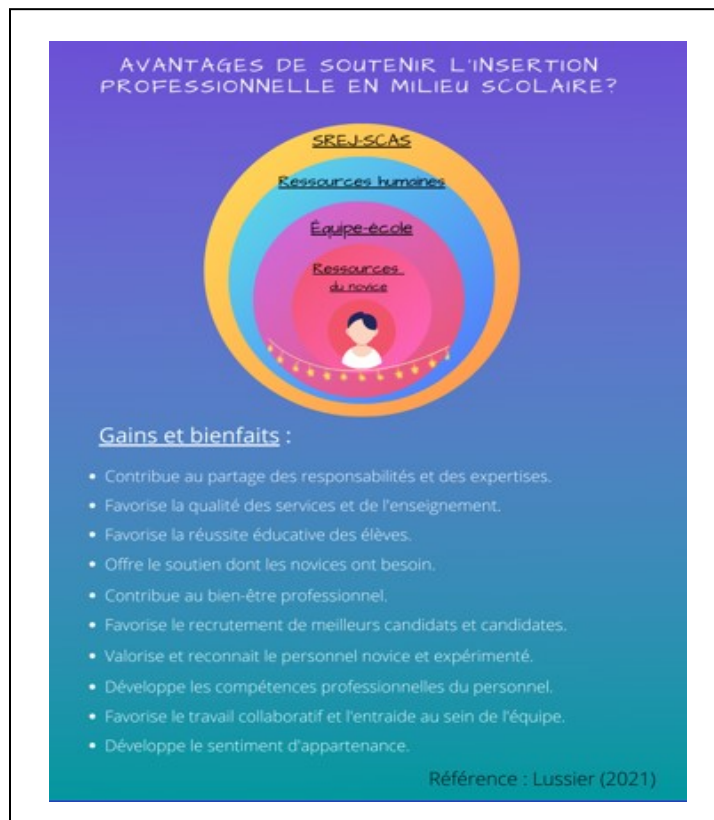 AVANTAGES DE SOUTENIR L'INSERTION
PROFESSIONNELLE EN MILIEU SCOLAIRE?
SREJ-SCAS
Ressources humaines
Équipe-école
Ressources
du novice
Gains et bienfaits :
• Contribue au partage des responsabilités et des expertises.
• Favorise la qualité des services et de l'enseignement.
• Favorise la réussite éducative des élèves.
• Offre le soutien dont les novices ont besoin.
• Contribue au bien-être professionnel.
• Favorise le recrutement de meilleurs candidats et candidates.
• Valorise et reconnait le personnel novice et expérimenté.
• Développe les compétences professionnelles du personnel.
• Favorise le travail collaboratif et l'entraide au sein de l'équipe.
• Développe le sentiment d'appartenance.
Référence : Lussier (2021)